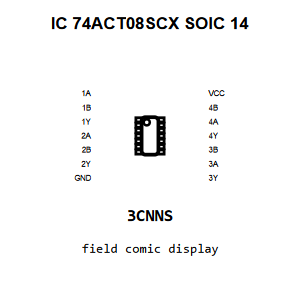 IC 74ACT08SCX SOIC 14
1A VCC
1B 4B
1Y 4A
2A 4Y
2B 3B
2Y 3A
GND 3Y
3CNNS
field comic display